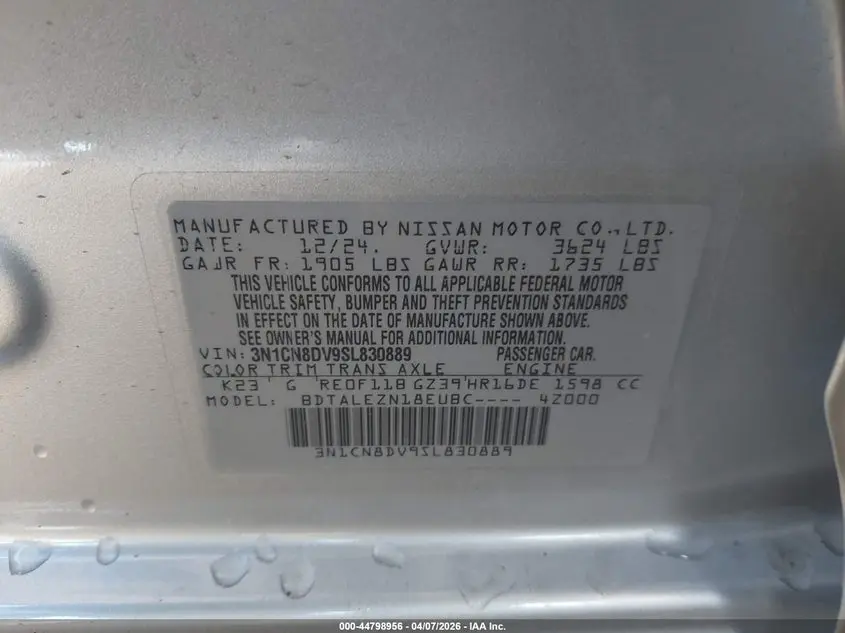 MANUFACTURED BY NISSAN MOTOR CO., LTD.
DATE: 12/24. GVWR: 3624 LBS
GAWR FR: 1905 LBS GAWR RR: 1735 LBS
THIS VEHICLE CONFORMS TO ALL APPLICABLE FEDERAL MOTOR
VEHICLE SAFETY, BUMPER AND THEFT PREVENTION STANDARDS
IN EFFECT ON THE DATE OF MANUFACTURE SHOWN ABOVE.
SEE OWNER'S MANUAL FOR ADDITIONAL INFORMATION.
VIN: 3N1CN8DV9SL830889 PASSENGER CAR.
COLOR TRIM TRANS AXLE ENGINE
K23 G RE0F11B GZ39 HR16DE 1598 CC
MODEL: BDTALEZN18EUBC---- 4Z000
3N1CN8DV9SL830889
000-44798956 - 04/07/2026 - IAA Inc.